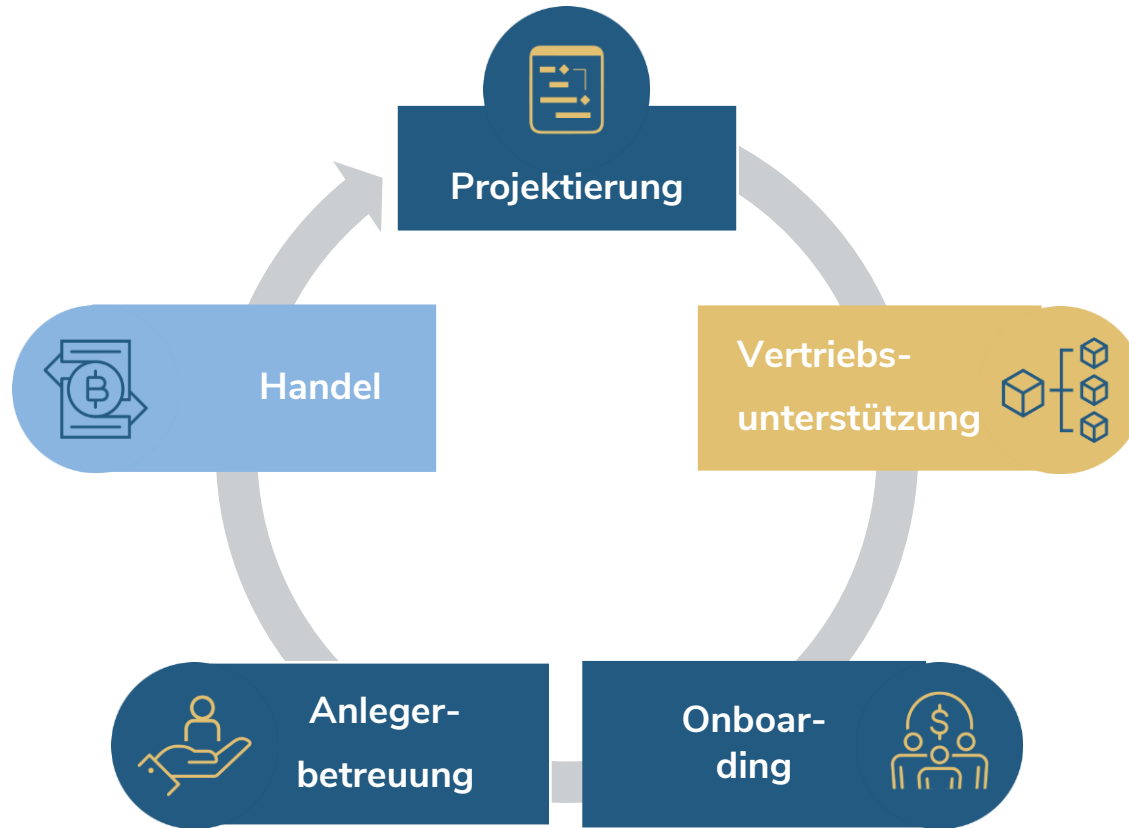 Projektierung
Vertriebs-
unterstützung
Onboar-
ding
Anleger-
betreuung
Handel